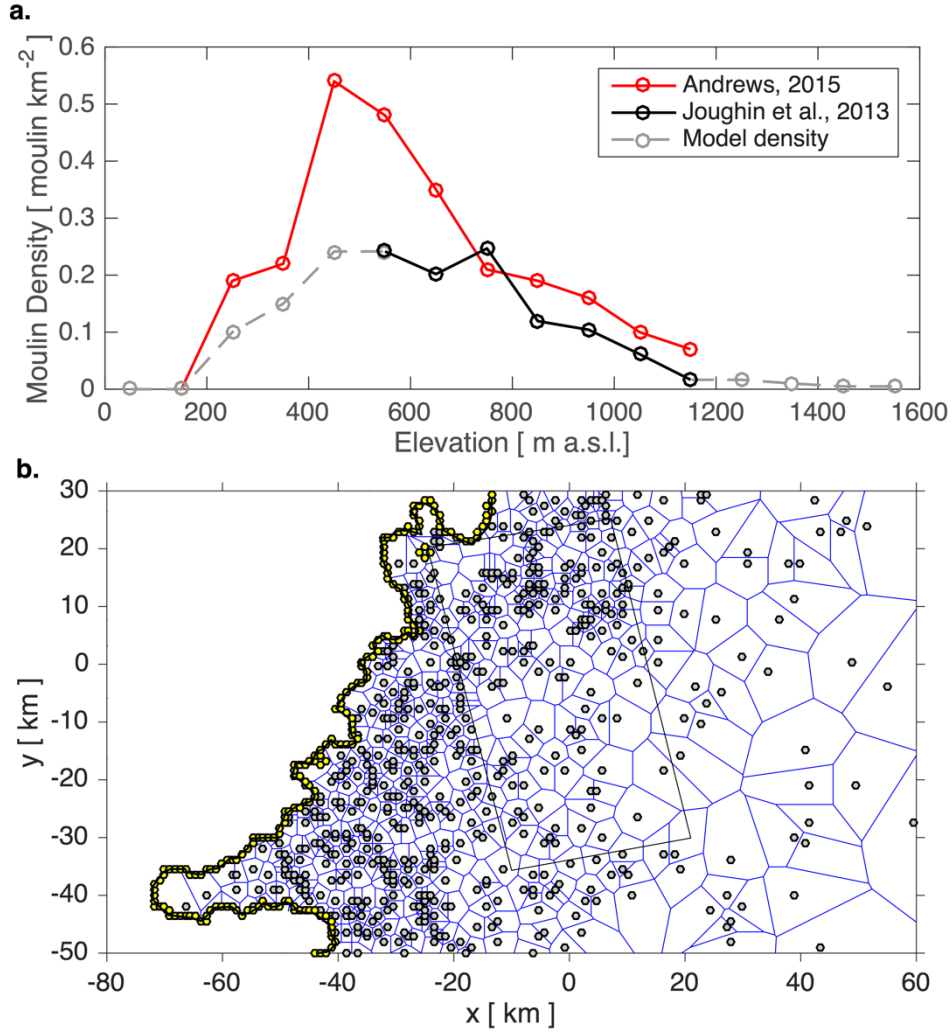 a.
0.6
0.5
0.4
0.3
0.2
0.1
0
Moulin Density [ moulin km-2 ]
Andrews, 2015
Joughin et al., 2013
Model density
0 200 400 600 800 1000 1200 1400 1600
Elevation [ m a.s.l.]
b.
30
20
10
0
-10
-20
-30
-40
-50
y [ km ]
-80 -60 -40 -20 0 20 40 60
x [ km ]